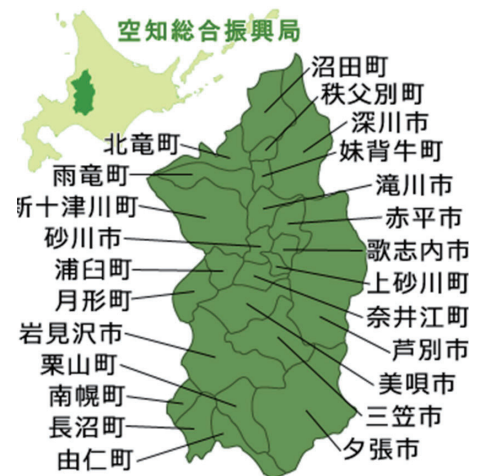 空知総合振興局
沼田町
秩父別町
深川市
妹背牛町
滝川市
赤平市
歌志内市
上砂川町
奈井江町
芦別市
美唄市
三笠市
夕張市
北竜町
雨竜町
新十津川町
砂川市
浦臼町
月形町
岩見沢市
栗山町
南幌町
長沼町
由仁町